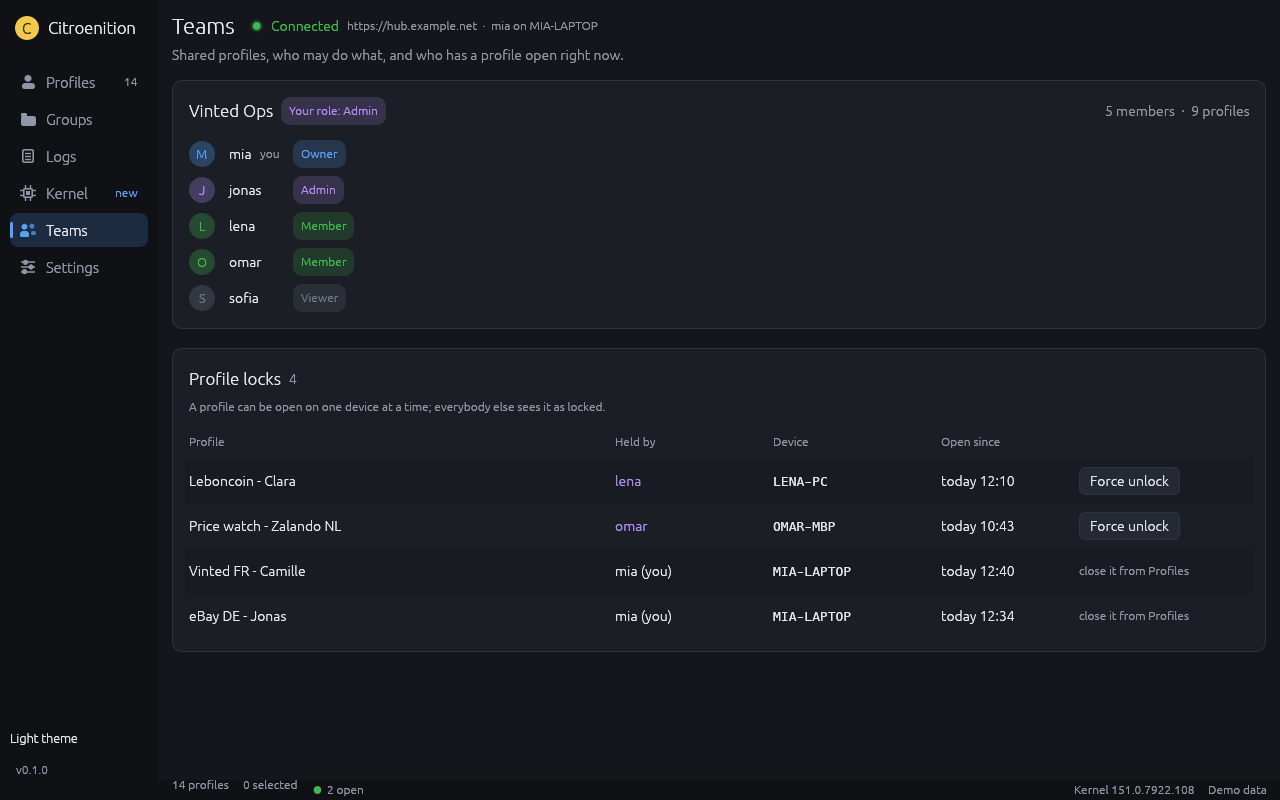 C Citroenition
Profiles 14
Groups
Logs
Kernel new
Teams
Settings
Light theme
v0.1.0
Teams Connected https://hub.example.net · mia on MIA-LAPTOP
Shared profiles, who may do what, and who has a profile open right now.
Vinted Ops Your role: Admin 5 members · 9 profiles
M mia you Owner
J jonas Admin
L lena Member
O omar Member
S sofia Viewer
Profile locks 4
A profile can be open on one device at a time; everybody else sees it as locked.
Profile Held by Device Open since
Leboncoin - Clara lena LENA-PC today 12:10 Force unlock
Price watch - Zalando NL omar OMAR-MBP today 10:43 Force unlock
Vinted FR - Camille mia (you) MIA-LAPTOP today 12:40 close it from Profiles
eBay DE - Jonas mia (you) MIA-LAPTOP today 12:34 close it from Profiles
14 profiles 0 selected 2 open Kernel 151.0.7922.108 Demo data